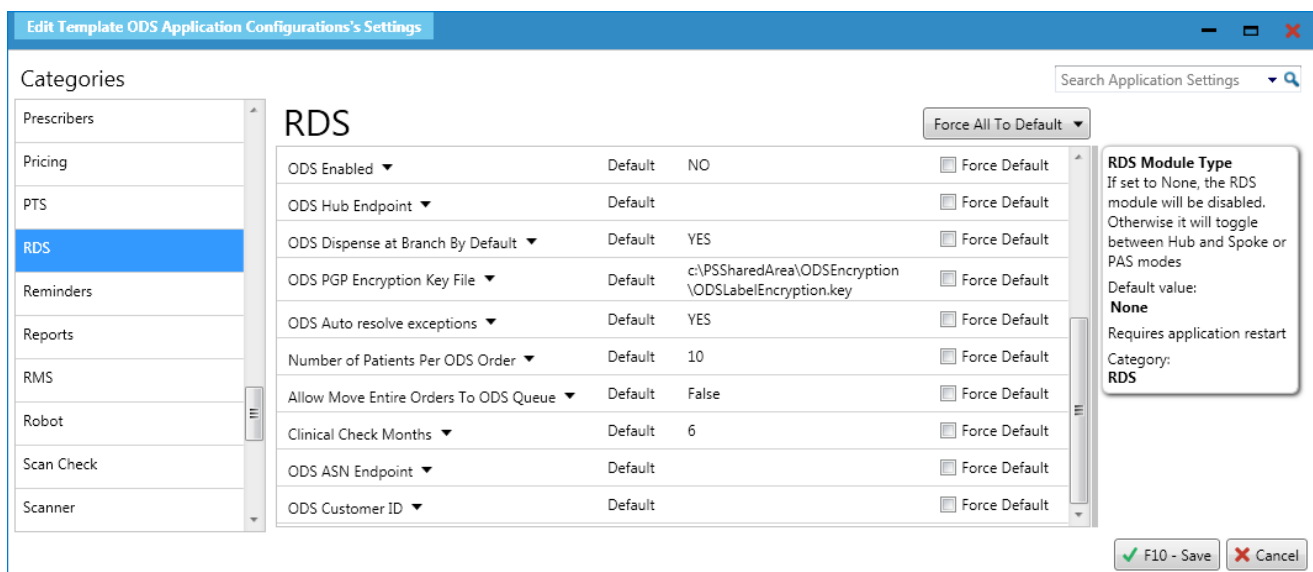 Edit Template ODS Application Configurations's Settings
Categories
Search Application Settings
Prescribers
Pricing
PTS
RDS
Reminders
Reports
RMS
Robot
Scan Check
Scanner
RDS
Force All To Default
ODS Enabled Default NO Force Default
ODS Hub Endpoint Default Force Default
ODS Dispense at Branch By Default Default YES Force Default
ODS PGP Encryption Key File Default c:\PSSharedArea\ODSEncryption
\ODSLabelEncryption.key Force Default
ODS Auto resolve exceptions Default YES Force Default
Number of Patients Per ODS Order Default 10 Force Default
Allow Move Entire Orders To ODS Queue Default False Force Default
Clinical Check Months Default 6 Force Default
ODS ASN Endpoint Default Force Default
ODS Customer ID Default Force Default
RDS Module Type
If set to None, the RDS
module will be disabled.
Otherwise it will toggle
between Hub and Spoke or
PAS modes
Default value:
None
Requires application restart
Category:
RDS
F10 - Save
Cancel